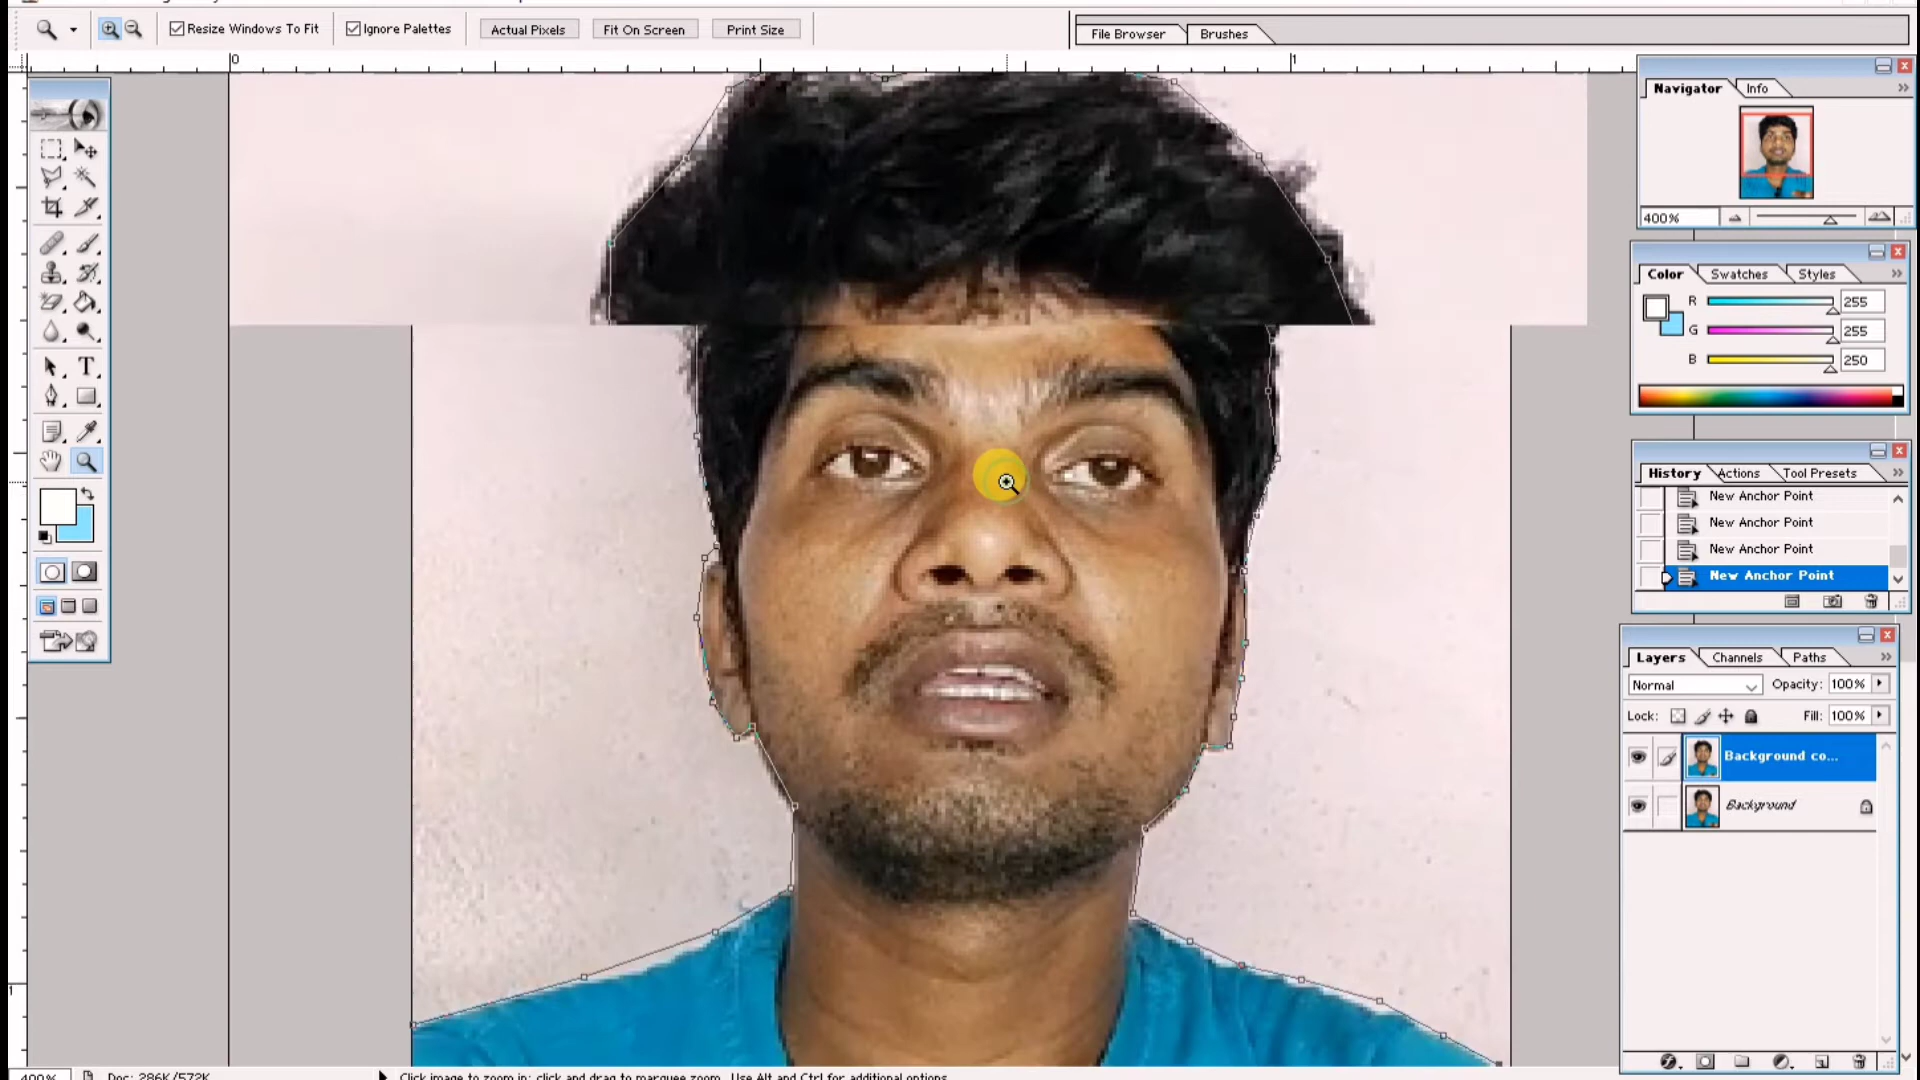 Resize Windows To Fit
Ignore Palettes
Actual Pixels
Fit On Screen
Print Size
File Browser
Brushes
0
1
Navigator
Info
400%
Color
Swatches
Styles
R 255
G 255
B 250
T
History
Actions
Tool Presets
New Anchor Point
New Anchor Point
New Anchor Point
New Anchor Point
Layers
Channels
Paths
Normal
Opacity: 100%
Lock:
Fill: 100%
Background co...
Background
1
400%
Doc: 286K/572K
Click image to zoom in; click and drag to marquee zoom. Use Alt and Ctrl for additional options.